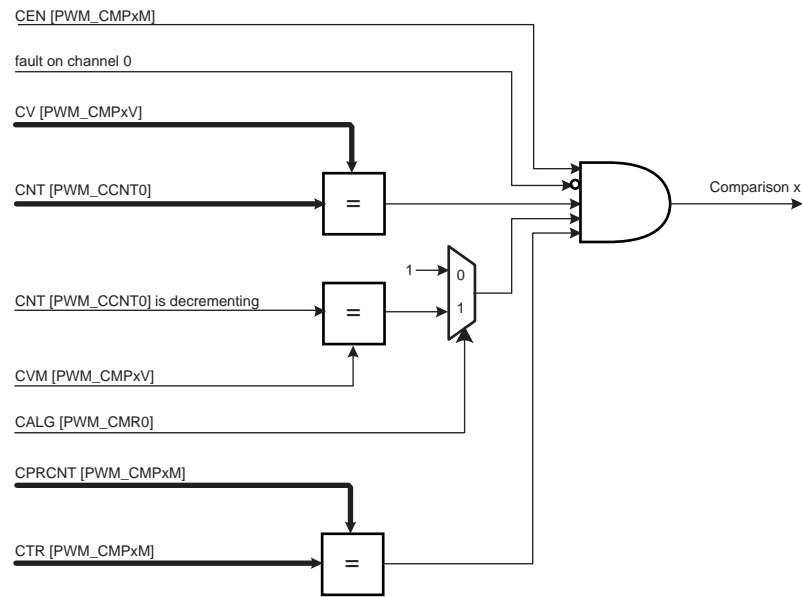 CEN [PWM_CMPxM]
fault on channel 0
CV [PWM_CMPxV]
CNT [PWM_CCNT0]
=
Comparison x
1
0
CNT [PWM_CCNT0] is decrementing
=
1
CVM [PWM_CMPxV]
CALG [PWM_CMR0]
CPRCNT [PWM_CMPxM]
CTR [PWM_CMPxM]
=